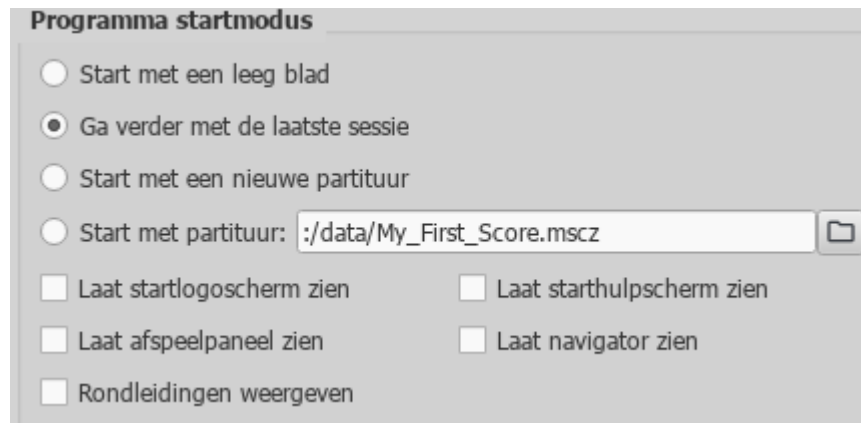 Programma startmodus
Start met een leeg blad
Ga verder met de laatste sessie
Start met een nieuwe partituur
Start met partituur: :/data/My_First_Score.mscz
Laat startlogoscherm zien Laat starthulpscherm zien
Laat afspeelpaneel zien Laat navigator zien
Rondleidingen weergeven